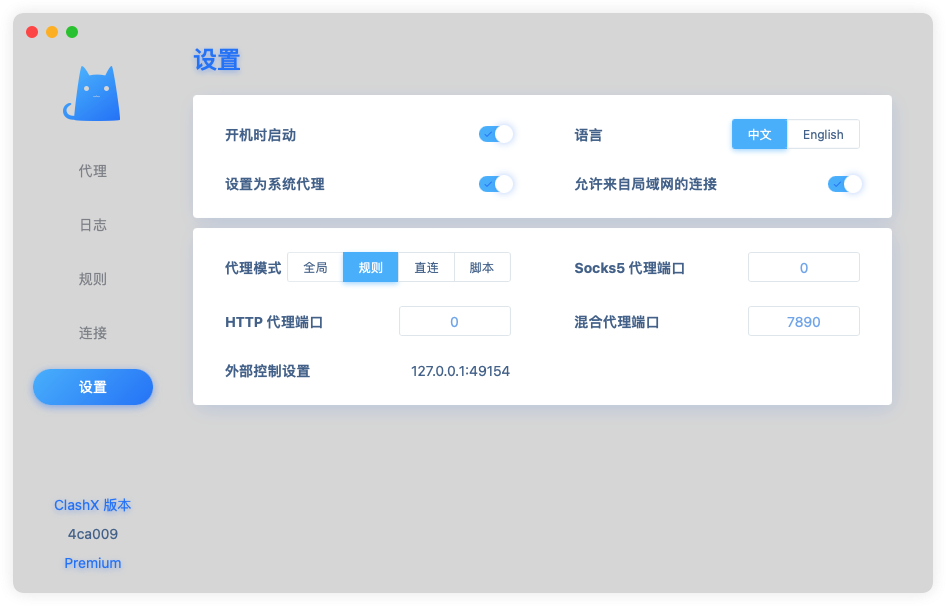 设置
代理
日志
规则
连接
设置
ClashX 版本
4ca009
Premium
开机时启动
语言 中文 English
设置为系统代理 允许来自局域网的连接
代理模式 全局 规则 直连 脚本 Socks5 代理端口 0
HTTP 代理端口 0 混合代理端口 7890
外部控制设置 127.0.0.1:49154